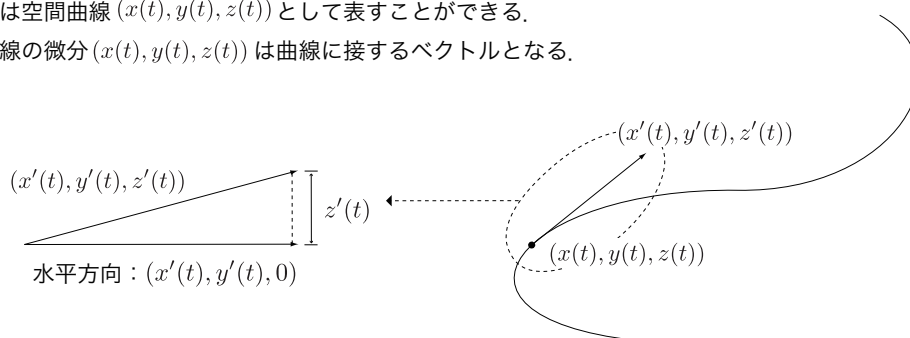 は空間曲線 (x(t), y(t), z(t)) として表すことができる.
線の微分 (x(t), y(t), z(t)) は曲線に接するベクトルとなる.
(x′(t), y′(t), z′(t))
(x′(t), y′(t), z′(t))
z′(t)
(x(t), y(t), z(t))
水平方向：(x′(t), y′(t), 0)